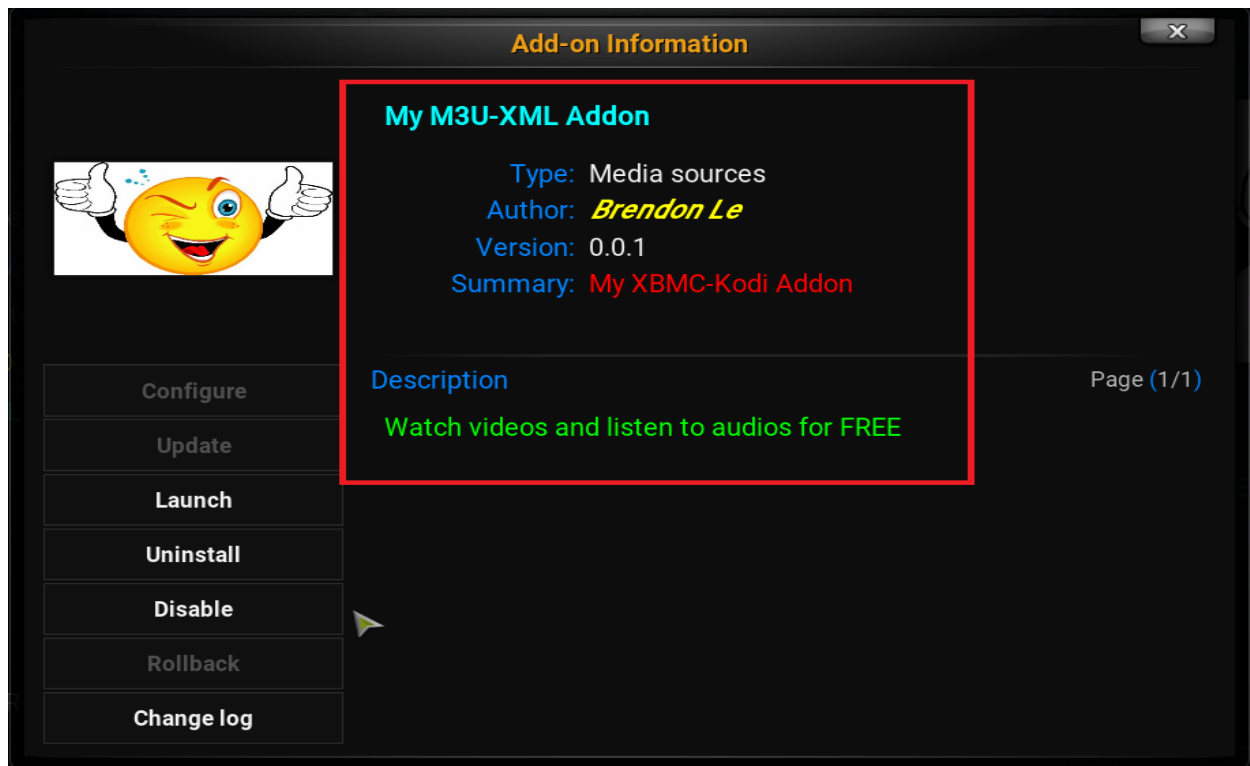 Add-on Information
x
My M3U-XML Addon
Type: Media sources
Author: Brendon Le
Version: 0.0.1
Summary: My XBMC-Kodi Addon
Description
Page (1/1)
Watch videos and listen to audios for FREE
Configure
Update
Launch
Uninstall
Disable
Rollback
Change log